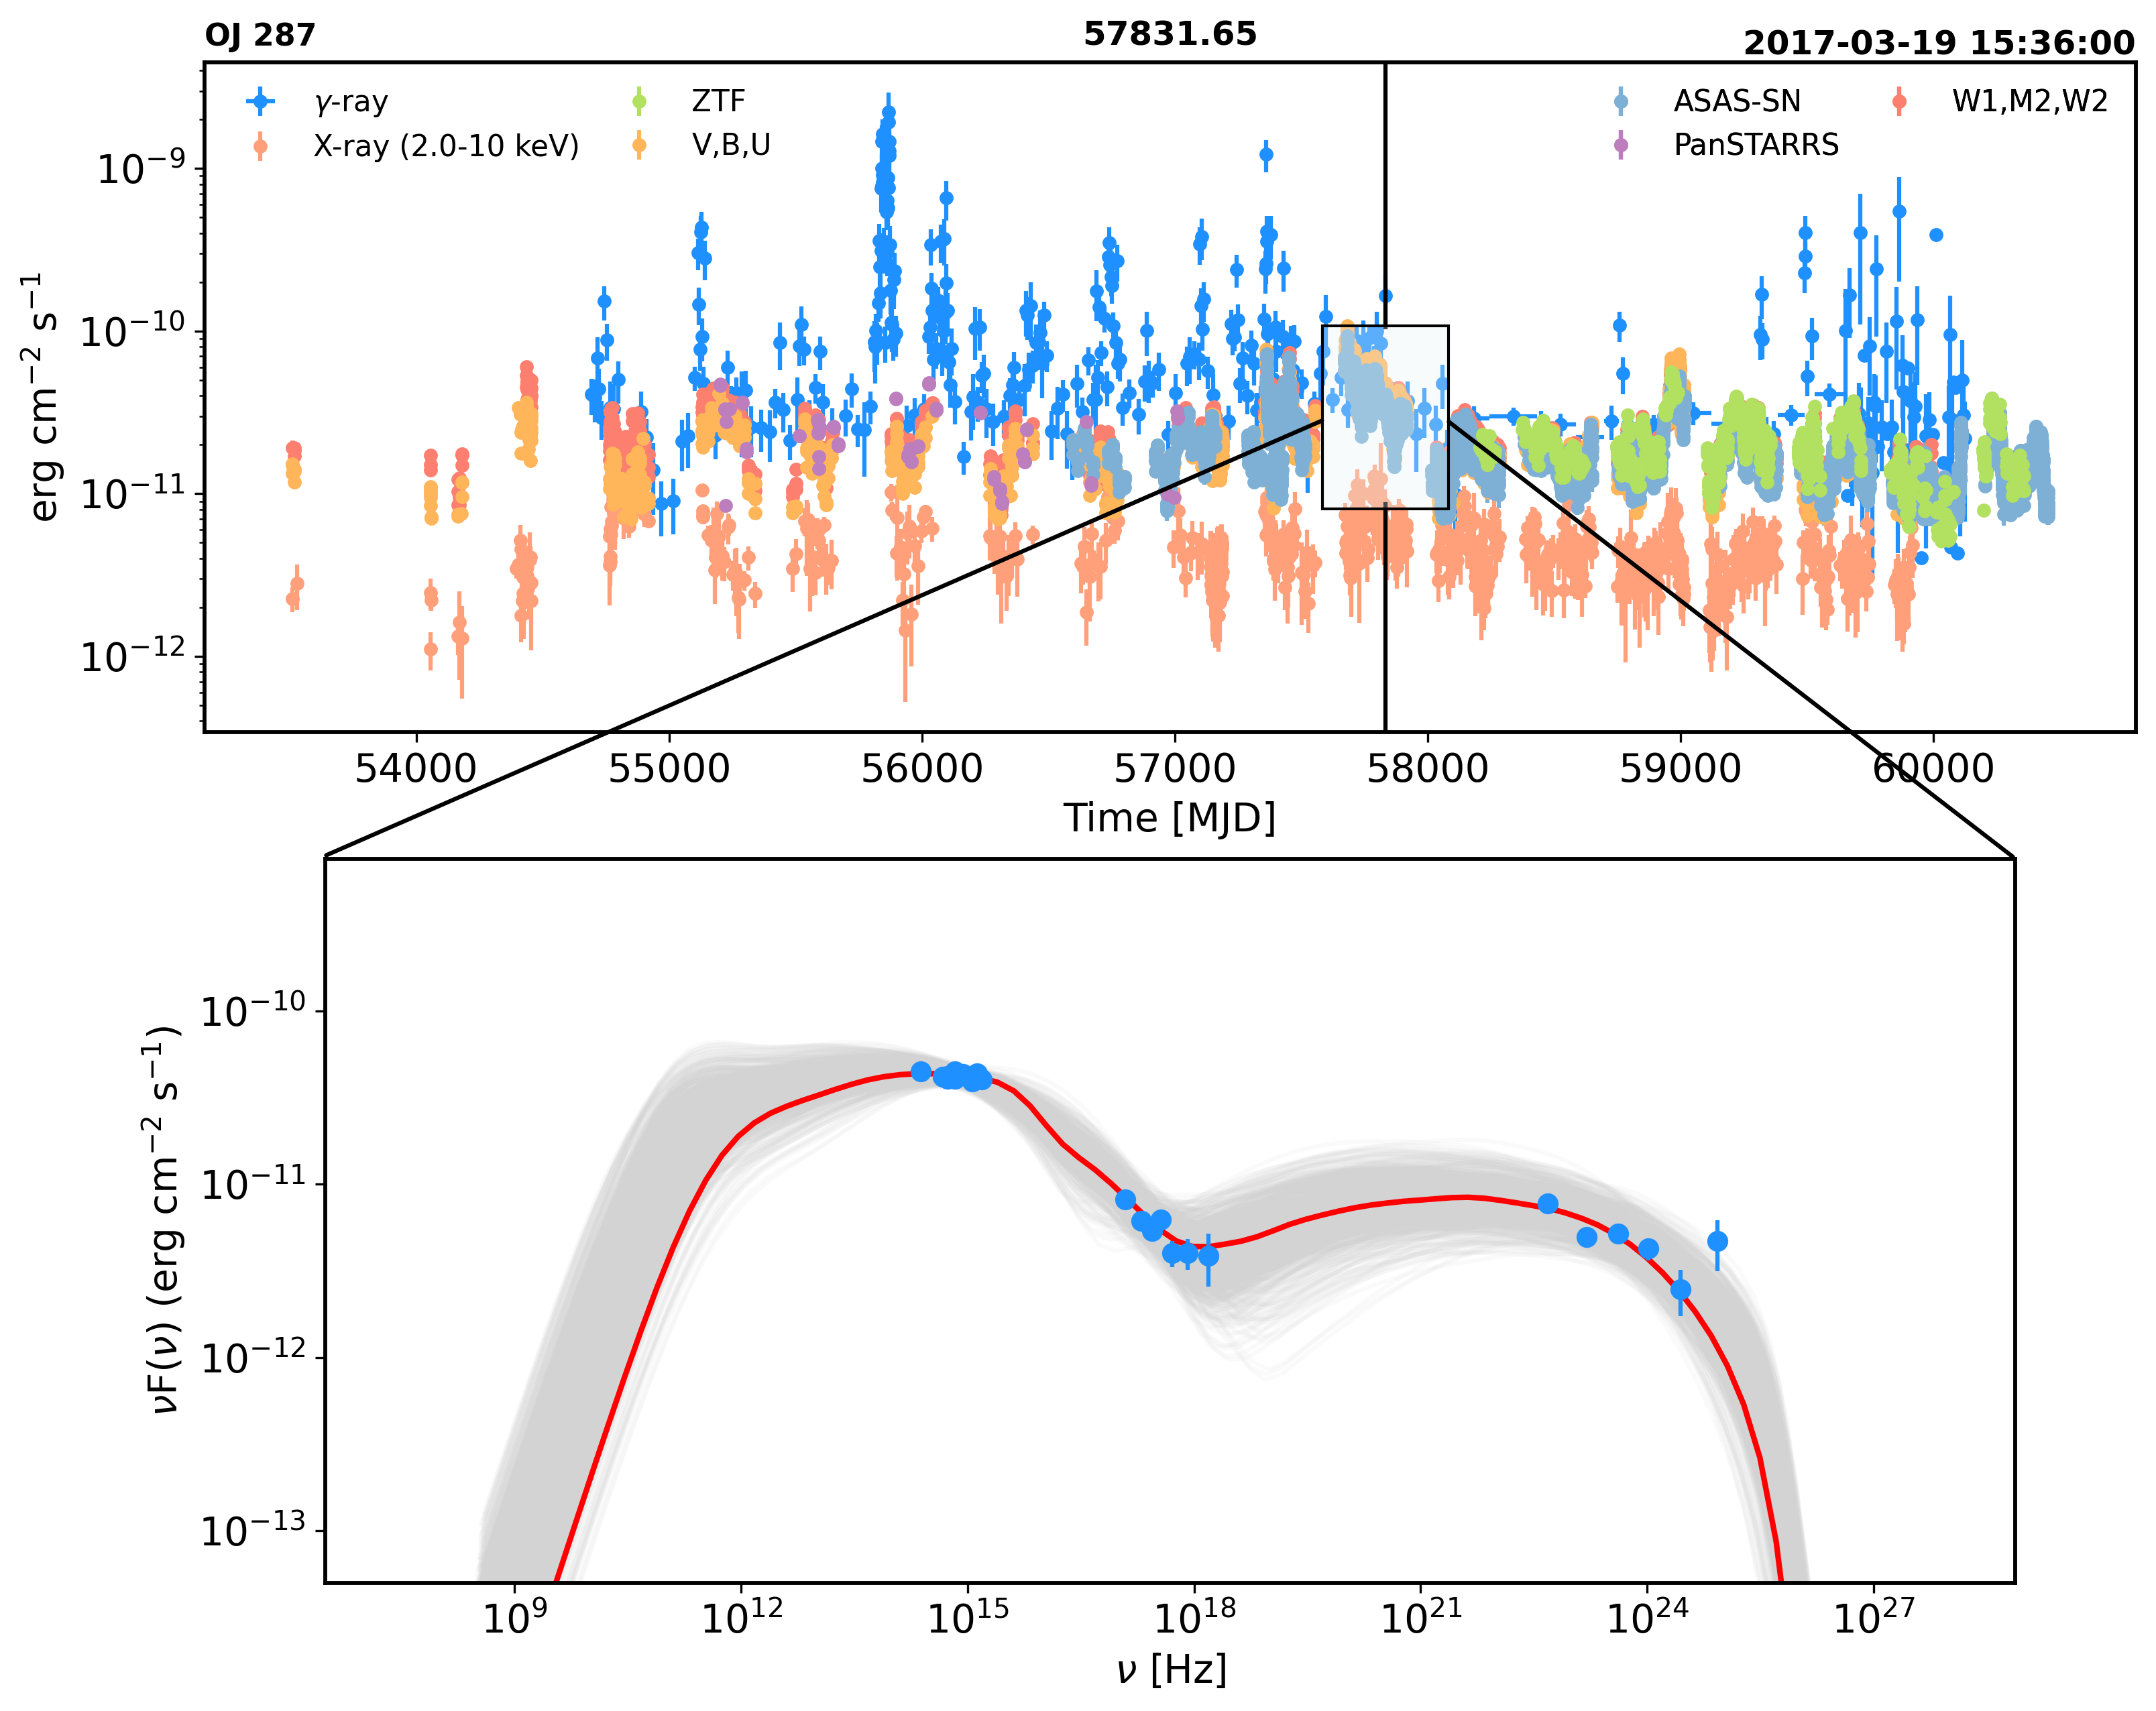 OJ 287 57831.65 2017-03-19 15:36:00
γ-ray ZTF ASAS-SN W1,M2,W2
X-ray (2.0-10 keV) V,B,U PanSTARRS
10⁻⁹
10⁻¹⁰
10⁻¹¹
10⁻¹²
erg cm⁻² s⁻¹
54000 55000 56000 57000 58000 59000 60000
Time [MJD]
10⁻¹⁰
10⁻¹¹
10⁻¹²
10⁻¹³
νF(ν) (erg cm⁻² s⁻¹)
10⁹ 10¹² 10¹⁵ 10¹⁸ 10²¹ 10²⁴ 10²⁷
ν [Hz]